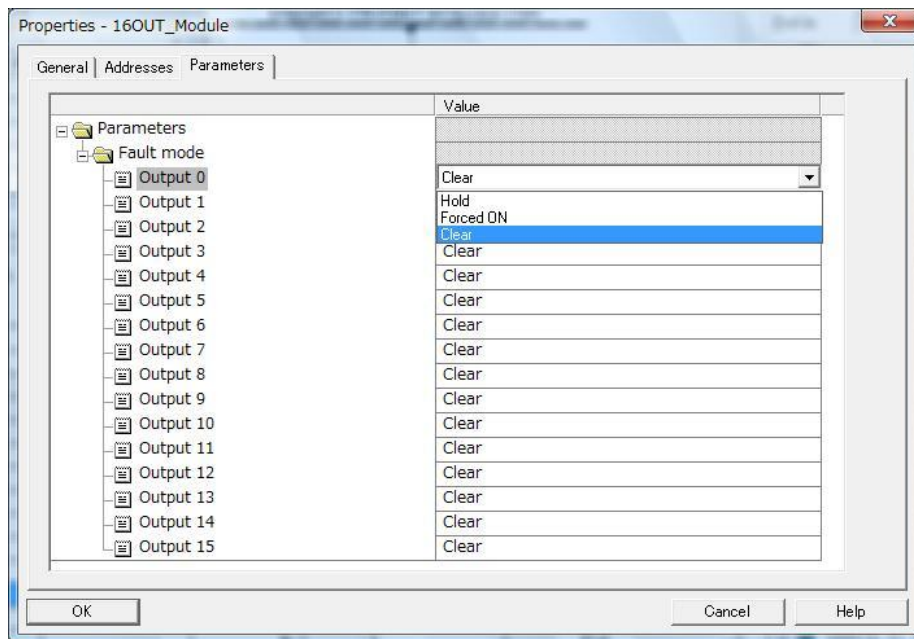 Properties - 16OUT_Module
General Addresses Parameters
Value
Parameters
Fault mode
Output 0 Clear
Output 1 Hold
Forced ON
Output 2 Clear
Output 3 Clear
Output 4 Clear
Output 5 Clear
Output 6 Clear
Output 7 Clear
Output 8 Clear
Output 9 Clear
Output 10 Clear
Output 11 Clear
Output 12 Clear
Output 13 Clear
Output 14 Clear
Output 15 Clear
OK Cancel Help